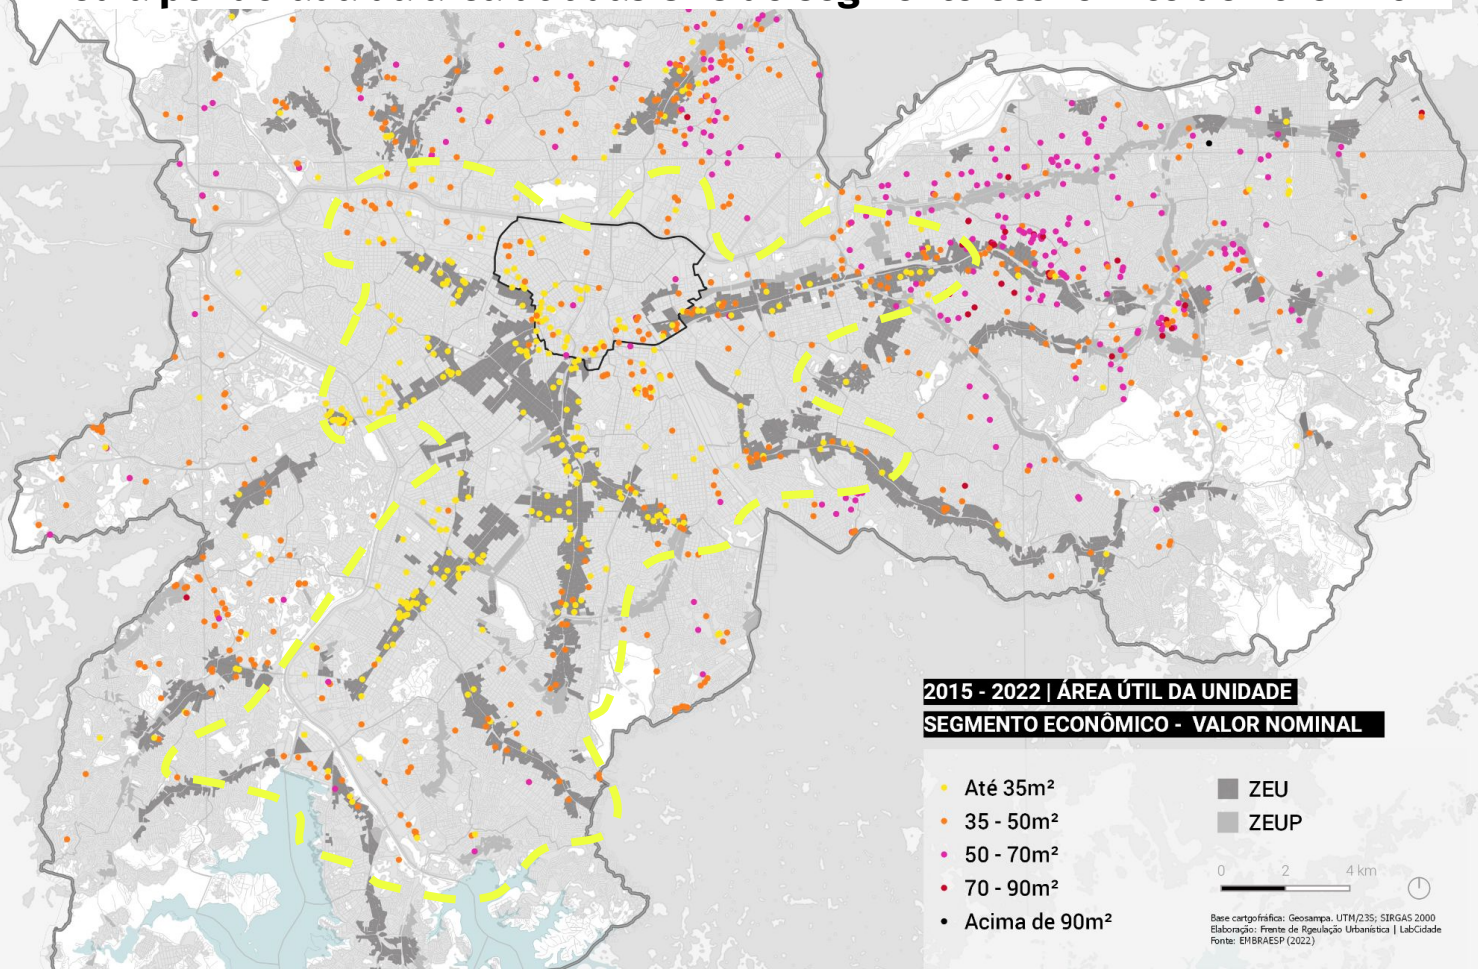 2015 - 2022 | ÁREA ÚTIL DA UNIDADE
SEGMENTO ECONÔMICO - VALOR NOMINAL
Até 35m²
35 - 50m²
50 - 70m²
70 - 90m²
Acima de 90m²
ZEU
ZEUP
0 2 4 km
Base cartgofráfica: Geosampa. UTM/23S; SIRGAS 2000
Elaboração: Frente de Rgeulação Urbanística | LabCidade
Fonte: EMBRAESP (2022)